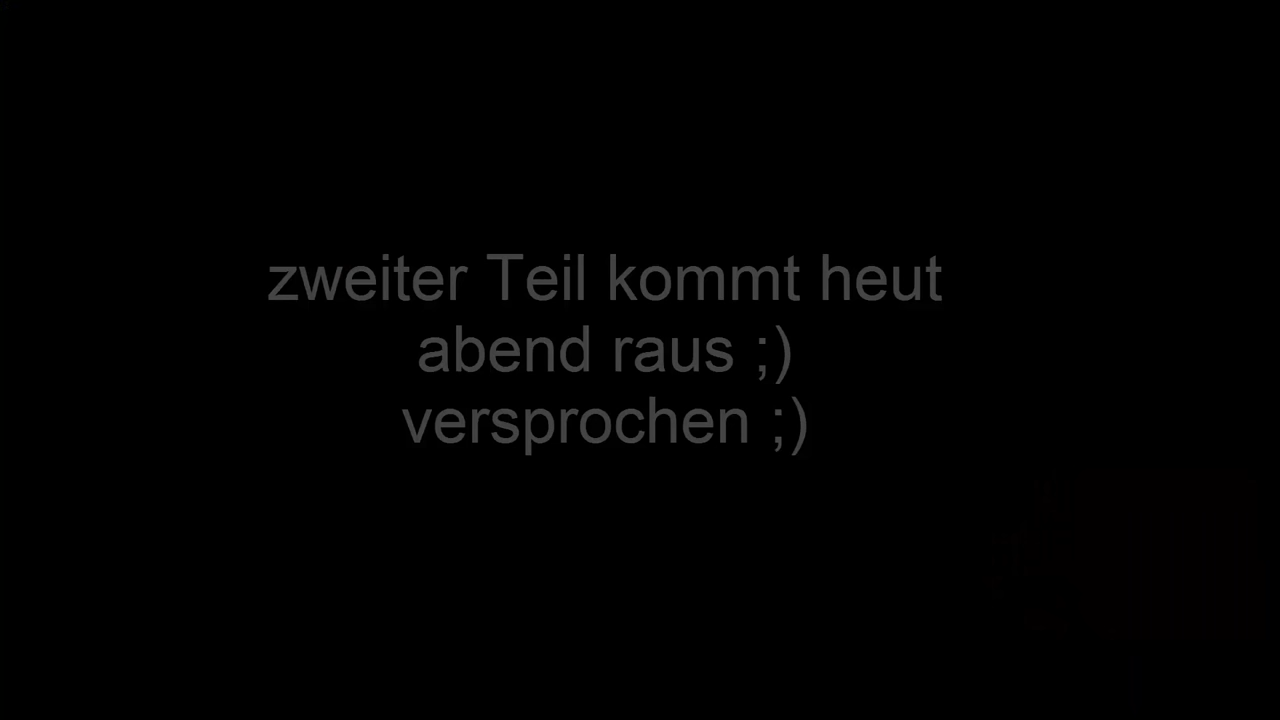 zweiter Teil kommt heut
abend raus ;)
versprochen ;)